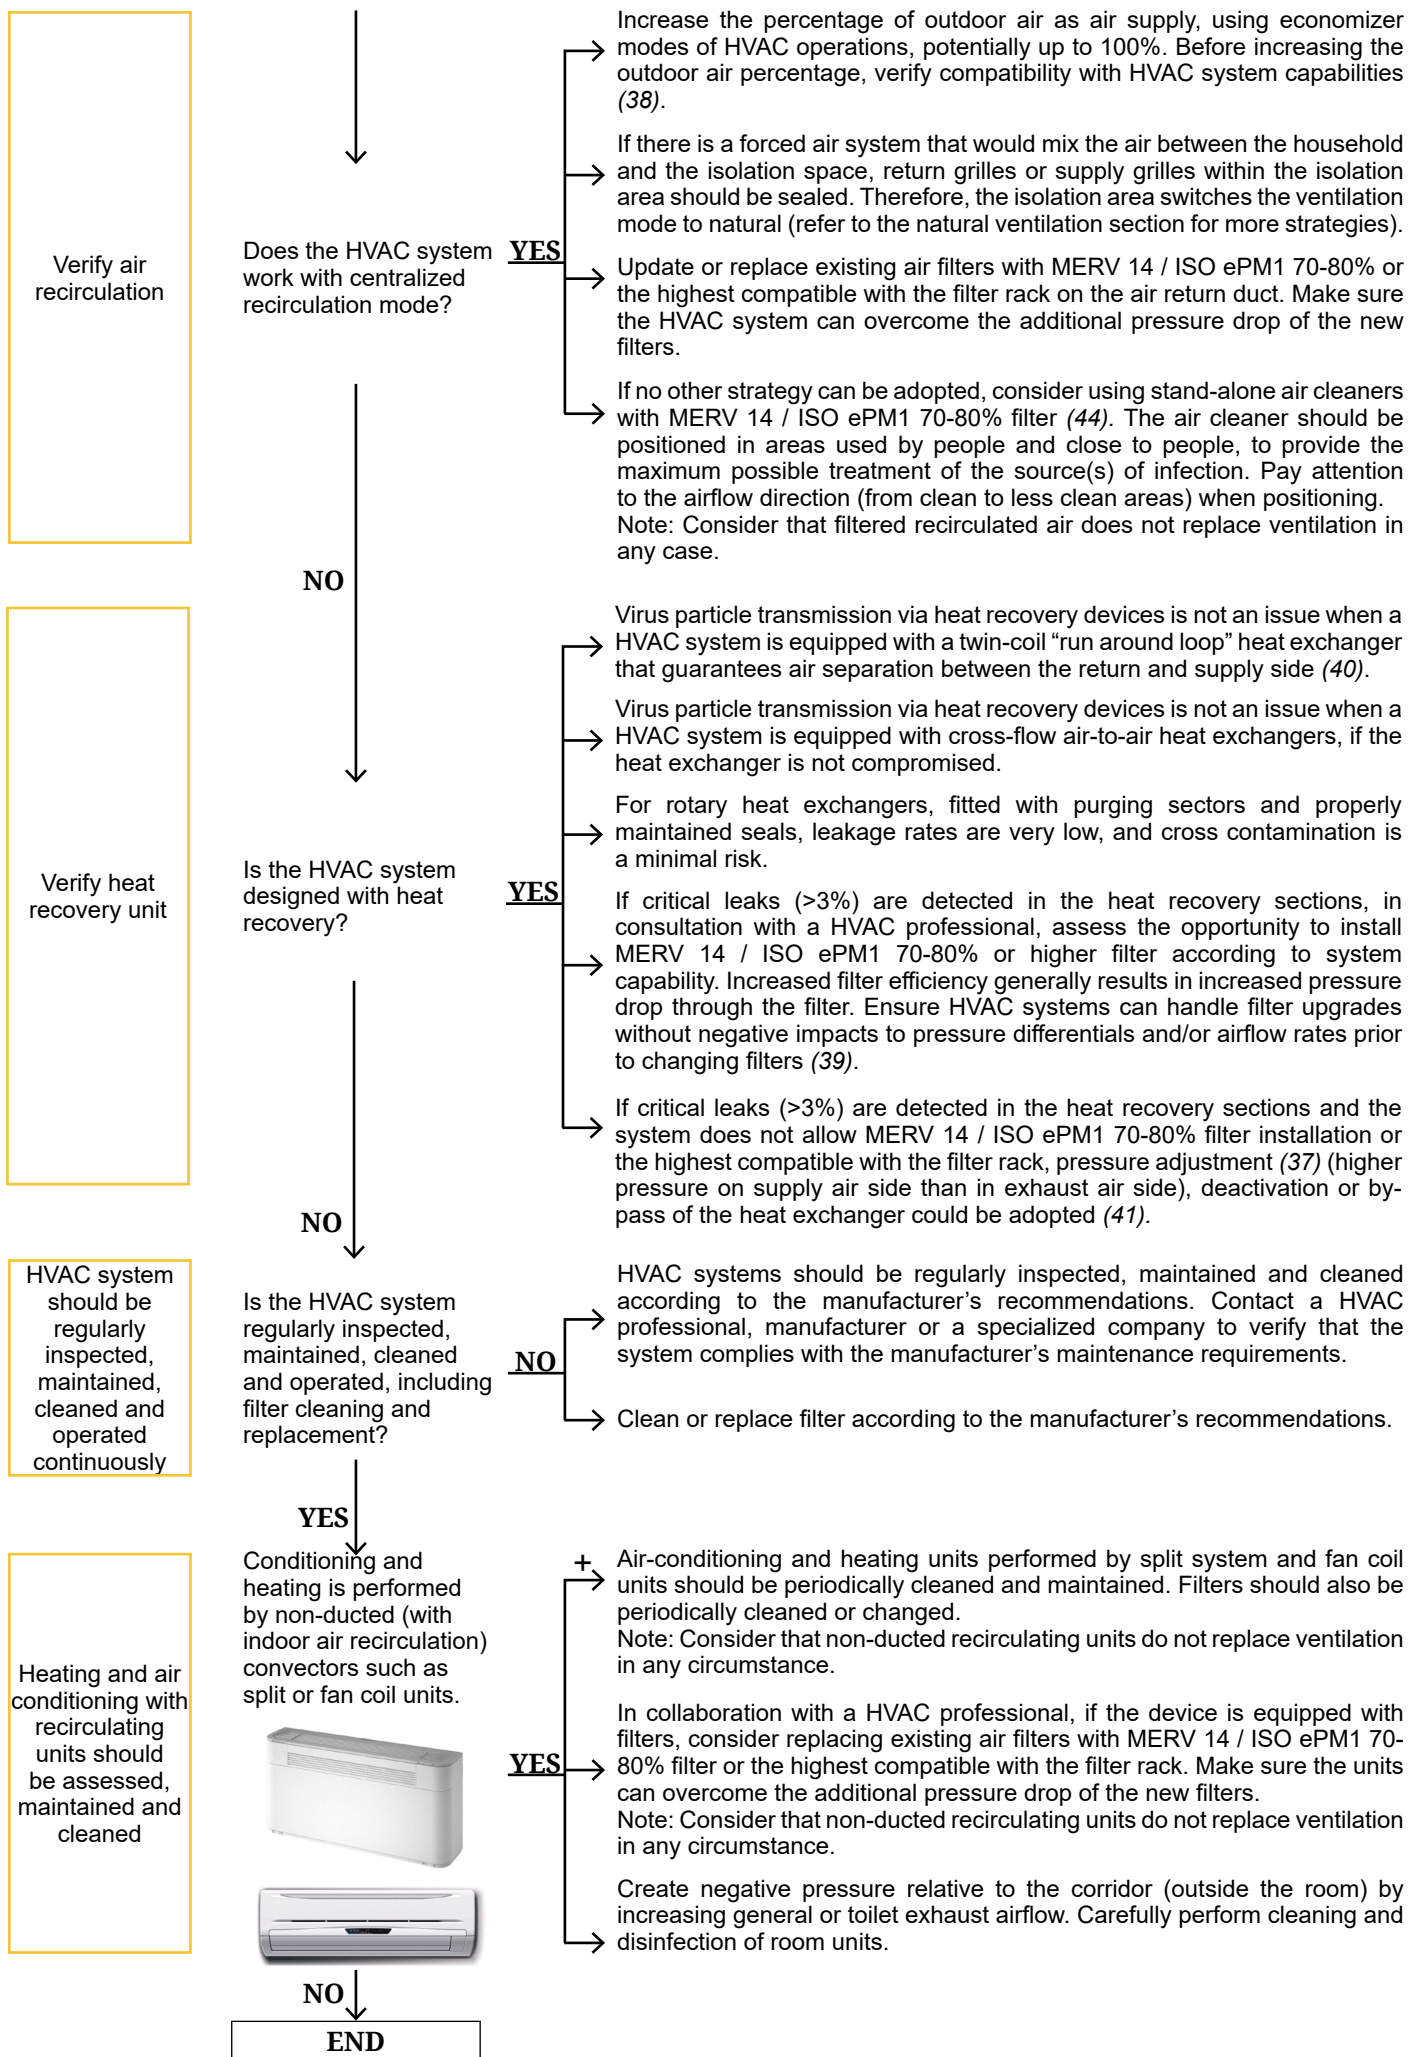 Increase the percentage of outdoor air as air supply, using economizer
modes of HVAC operations, potentially up to 100%. Before increasing the
outdoor air percentage, verify compatibility with HVAC system capabilities
(38).
If there is a forced air system that would mix the air between the household
and the isolation space, return grilles or supply grilles within the isolation
area should be sealed. Therefore, the isolation area switches the ventilation
mode to natural (refer to the natural ventilation section for more strategies).
Verify air
recirculation
Does the HVAC system
work with centralized
recirculation mode?
YES
Update or replace existing air filters with MERV 14 / ISO ePM1 70-80% or
the highest compatible with the filter rack on the air return duct. Make sure
the HVAC system can overcome the additional pressure drop of the new
filters.
If no other strategy can be adopted, consider using stand-alone air cleaners
with MERV 14 / ISO ePM1 70-80% filter (44). The air cleaner should be
positioned in areas used by people and close to people, to provide the
maximum possible treatment of the source(s) of infection. Pay attention
to the airflow direction (from clean to less clean areas) when positioning.
Note: Consider that filtered recirculated air does not replace ventilation in
any case.
NO
Virus particle transmission via heat recovery devices is not an issue when a
HVAC system is equipped with a twin-coil “run around loop” heat exchanger
that guarantees air separation between the return and supply side (40).
Virus particle transmission via heat recovery devices is not an issue when a
HVAC system is equipped with cross-flow air-to-air heat exchangers, if the
heat exchanger is not compromised.
For rotary heat exchangers, fitted with purging sectors and properly
maintained seals, leakage rates are very low, and cross contamination is
a minimal risk.
Verify heat
recovery unit
Is the HVAC system
designed with heat
recovery?
YES
If critical leaks (>3%) are detected in the heat recovery sections, in
consultation with a HVAC professional, assess the opportunity to install
MERV 14 / ISO ePM1 70-80% or higher filter according to system
capability. Increased filter efficiency generally results in increased pressure
drop through the filter. Ensure HVAC systems can handle filter upgrades
without negative impacts to pressure differentials and/or airflow rates prior
to changing filters (39).
If critical leaks (>3%) are detected in the heat recovery sections and the
system does not allow MERV 14 / ISO ePM1 70-80% filter installation or
the highest compatible with the filter rack, pressure adjustment (37) (higher
pressure on supply air side than in exhaust air side), deactivation or by-
pass of the heat exchanger could be adopted (41).
NO
HVAC system
should be
regularly
inspected,
maintained,
cleaned and
operated
continuously
Is the HVAC system
regularly inspected,
maintained, cleaned
and operated, including
filter cleaning and
replacement?
NO
HVAC systems should be regularly inspected, maintained and cleaned
according to the manufacturer’s recommendations. Contact a HVAC
professional, manufacturer or a specialized company to verify that the
system complies with the manufacturer’s maintenance requirements.
Clean or replace filter according to the manufacturer’s recommendations.
YES
Heating and air
conditioning with
recirculating
units should
be assessed,
maintained and
cleaned
Conditioning and
heating is performed
by non-ducted (with
indoor air recirculation)
convectors such as
split or fan coil units.
YES
+
Air-conditioning and heating units performed by split system and fan coil
units should be periodically cleaned and maintained. Filters should also be
periodically cleaned or changed.
Note: Consider that non-ducted recirculating units do not replace ventilation
in any circumstance.
In collaboration with a HVAC professional, if the device is equipped with
filters, consider replacing existing air filters with MERV 14 / ISO ePM1 70-
80% filter or the highest compatible with the filter rack. Make sure the units
can overcome the additional pressure drop of the new filters.
Note: Consider that non-ducted recirculating units do not replace ventilation
in any circumstance.
Create negative pressure relative to the corridor (outside the room) by
increasing general or toilet exhaust airflow. Carefully perform cleaning and
disinfection of room units.
NO
END